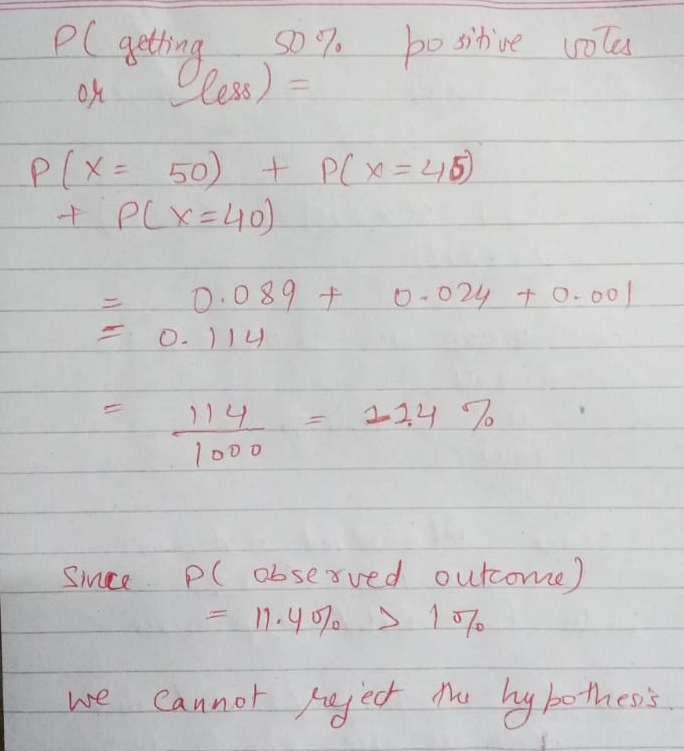 P( getting 50% positive votes
or less) =
P(X = 50) + P(x=45)
+ P(X=40)
= 0.089 + 0.024 + 0.001
= 0.114
= 114/1000 = 11.4 %
Since P( observed outcome)
= 11.4% > 1%
we cannot reject the hypothesis.